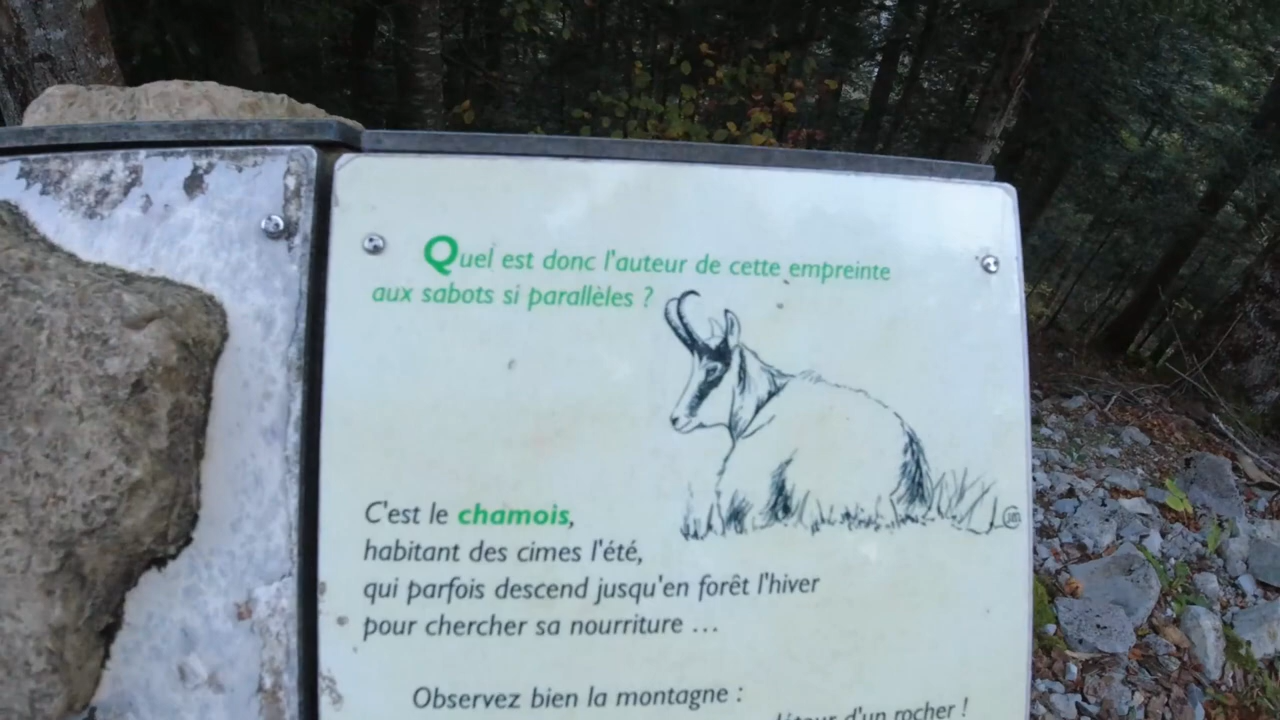 Quel est donc l'auteur de cette empreinte
aux sabots si parallèles ?
C'est le chamois,
habitant des cimes l'été,
qui parfois descend jusqu'en forêt l'hiver
pour chercher sa nourriture ...
Observez bien la montagne :
détour d'un rocher !